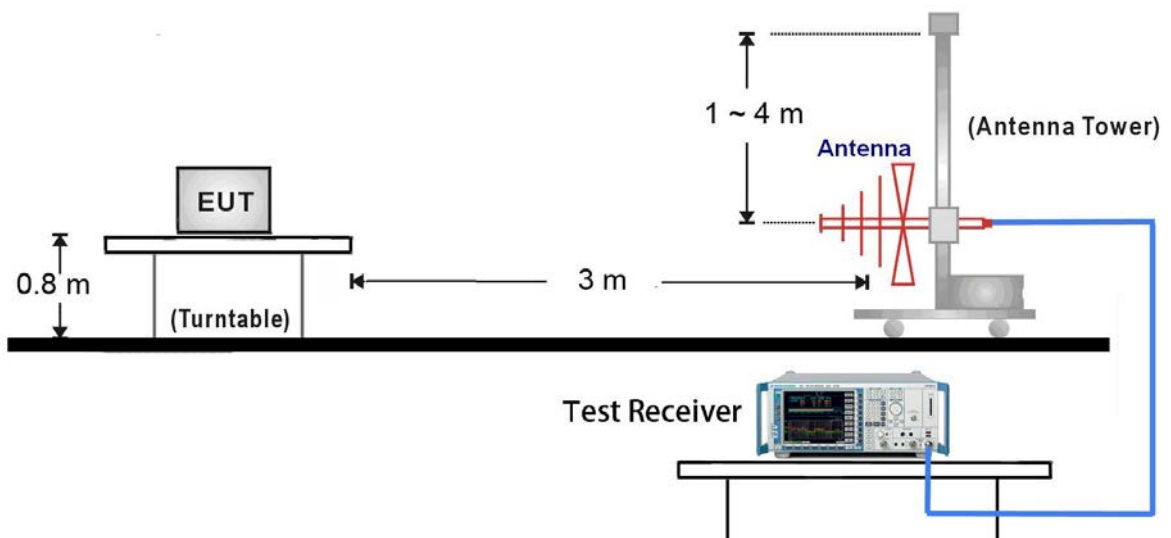 1 ~ 4 m
(Antenna Tower)
Antenna
EUT
0.8 m
3 m
(Turntable)
Test Receiver